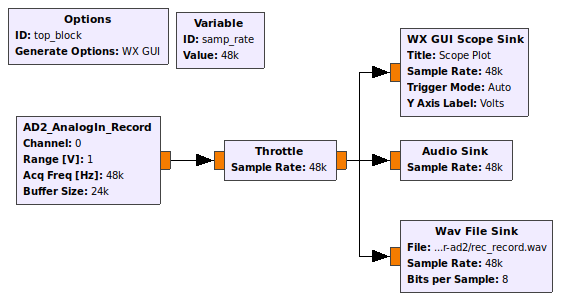 Options
ID: top_block
Generate Options: WX GUI
Variable
ID: samp_rate
Value: 48k
WX GUI Scope Sink
Title: Scope Plot
Sample Rate: 48k
Trigger Mode: Auto
Y Axis Label: Volts
AD2_AnalogIn_Record
Channel: 0
Range [V]: 1
Acq Freq [Hz]: 48k
Buffer Size: 24k
Throttle
Sample Rate: 48k
Audio Sink
Sample Rate: 48k
Wav File Sink
File: ...r-ad2/rec_record.wav
Sample Rate: 48k
Bits per Sample: 8